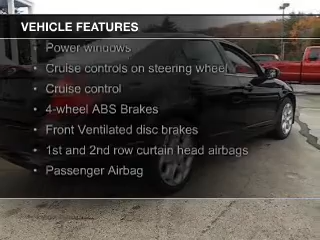 VEHICLE FEATURES
• Power windows
• Cruise controls on steering wheel
• Cruise control
• 4-wheel ABS Brakes
• Front Ventilated disc brakes
• 1st and 2nd row curtain head airbags
• Passenger Airbag